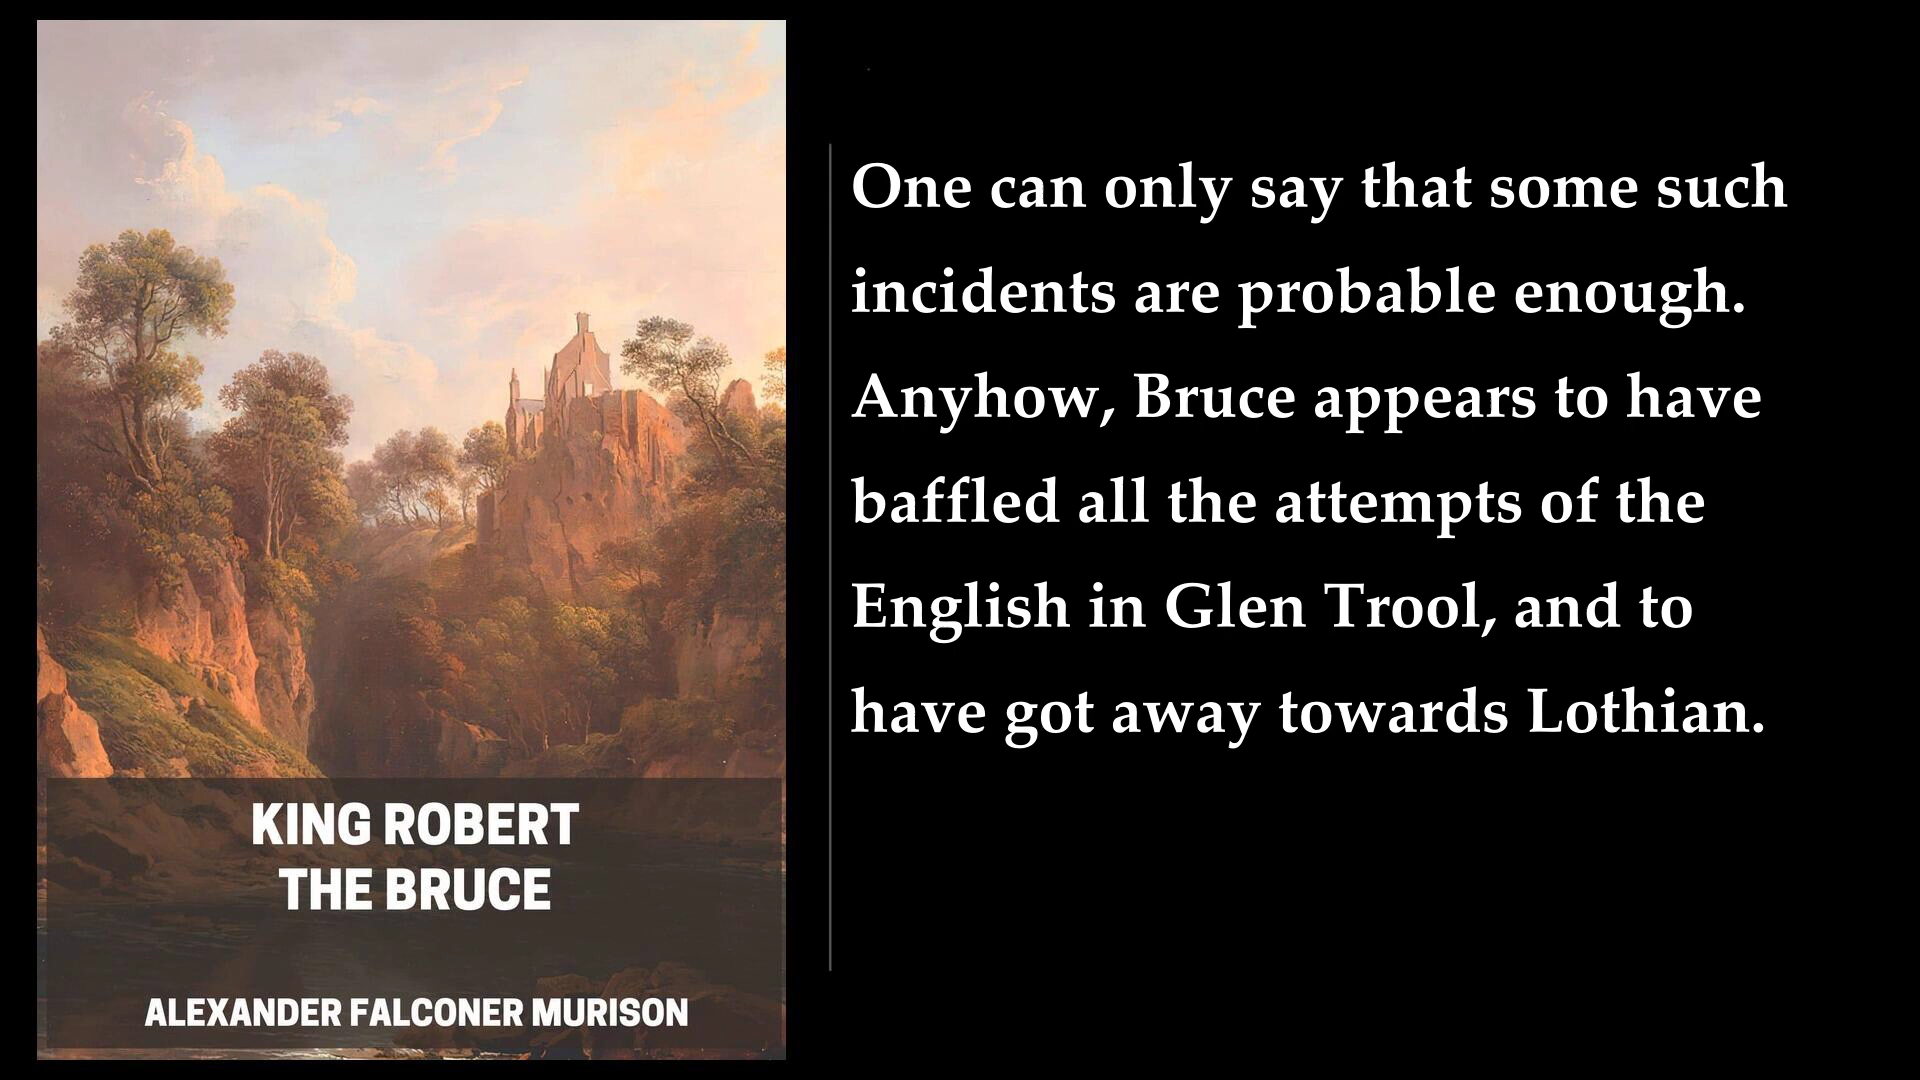 KING ROBERT
THE BRUCE
ALEXANDER FALCONER MURISON
One can only say that some such
incidents are probable enough.
Anyhow, Bruce appears to have
baffled all the attempts of the
English in Glen Trool, and to
have got away towards Lothian.